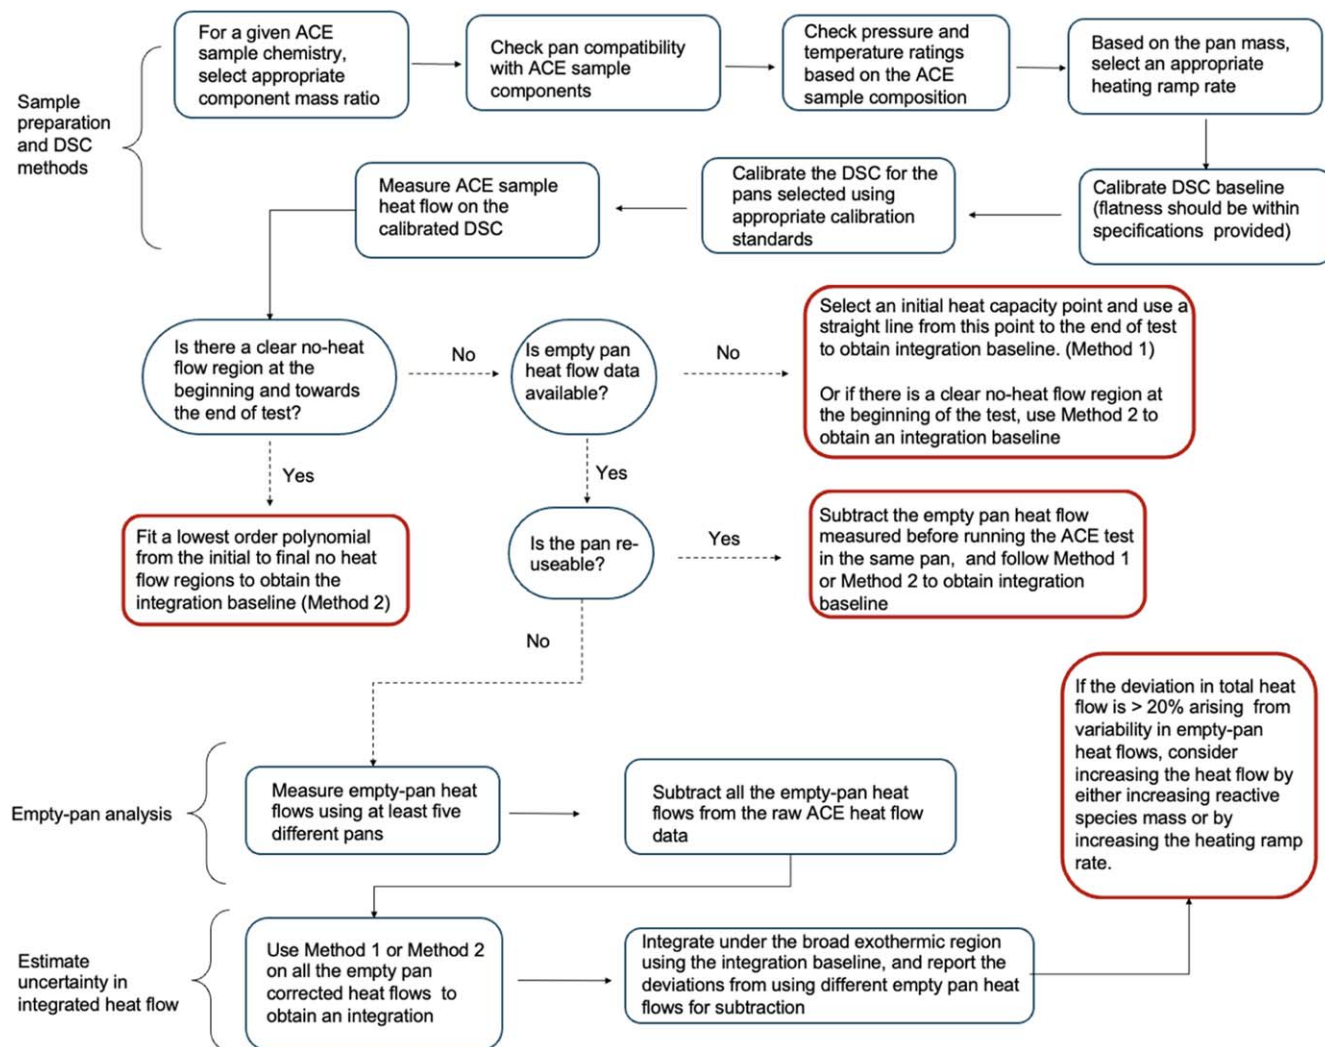 Sample
preparation
and DSC
methods
For a given ACE
sample chemistry,
select appropriate
component mass ratio
Check pan compatibility
with ACE sample
components
Check pressure and
temperature ratings
based on the ACE
sample composition
Based on the pan mass,
select an appropriate
heating ramp rate
Calibrate DSC baseline
(flatness should be within
specifications provided)
Calibrate the DSC for the
pans selected using
appropriate calibration
standards
Measure ACE sample
heat flow on the
calibrated DSC
Is there a clear no-heat
flow region at the
beginning and towards
the end of test?
No
Is empty pan
heat flow data
available?
No
Select an initial heat capacity point and use a
straight line from this point to the end of test
to obtain integration baseline. (Method 1)
Or if there is a clear no-heat flow region at
the beginning of the test, use Method 2 to
obtain an integration baseline
Yes
Yes
Fit a lowest order polynomial
from the initial to final no heat
flow regions to obtain the
integration baseline (Method 2)
Is the pan re-
useable?
Yes
Subtract the empty pan heat flow
measured before running the ACE test
in the same pan, and follow Method 1
or Method 2 to obtain integration
baseline
No
Empty-pan analysis
Measure empty-pan heat
flows using at least five
different pans
Subtract all the empty-pan heat
flows from the raw ACE heat flow
data
If the deviation in total heat
flow is > 20% arising from
variability in empty-pan
heat flows, consider
increasing the heat flow by
either increasing reactive
species mass or by
increasing the heating ramp
rate.
Estimate
uncertainty in
integrated heat flow
Use Method 1 or Method 2
on all the empty pan
corrected heat flows to
obtain an integration
Integrate under the broad exothermic region
using the integration baseline, and report the
deviations from using different empty pan heat
flows for subtraction